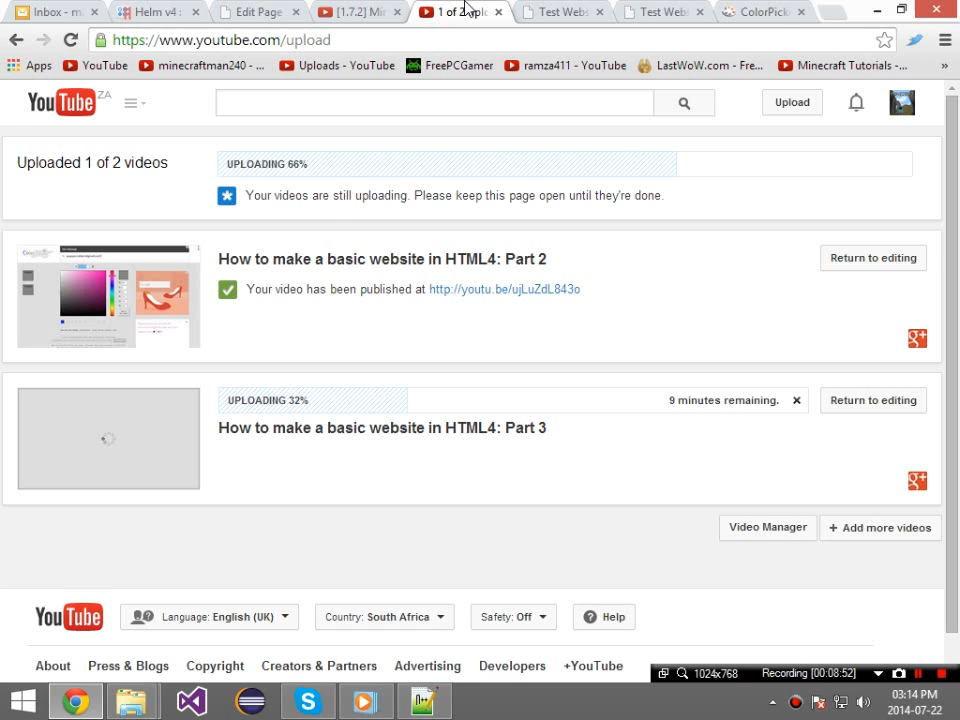 Inbox - m
Helm v4 :
Edit Page
[1.7.2] Mi
1 of 2
Test Webs
Test Web
ColorPick
https://www.youtube.com/upload
Apps
YouTube
minecraftman240 - ...
Uploads - YouTube
FreePCGamer
ramza411 - YouTube
LastWoW.com - Fre...
Minecraft Tutorials -...
»
YouTube ZA
Upload
Uploaded 1 of 2 videos
UPLOADING 66%
Your videos are still uploading. Please keep this page open until they're done.
How to make a basic website in HTML4: Part 2
Return to editing
Your video has been published at http://youtu.be/ujLuZdL843o
g+
UPLOADING 32%
9 minutes remaining.
Return to editing
How to make a basic website in HTML4: Part 3
g+
Video Manager
+ Add more videos
YouTube
Language: English (UK)
Country: South Africa
Safety: Off
Help
About
Press & Blogs
Copyright
Creators & Partners
Advertising
Developers
+YouTube
1024x768
Recording [00:08:52]
03:14 PM
2014-07-22